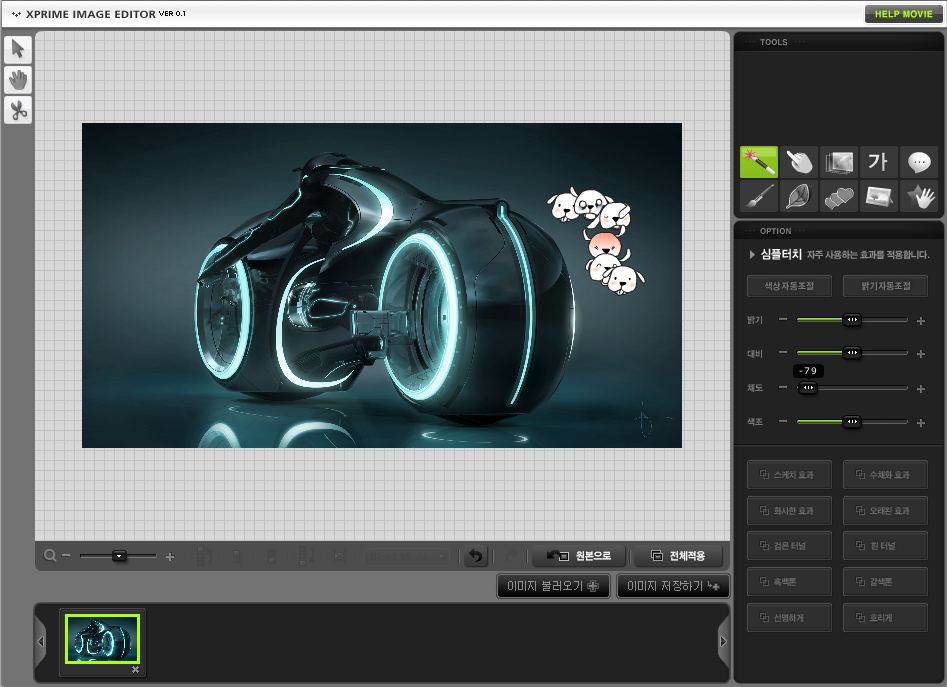 XPRIME IMAGE EDITOR VER 0.1
HELP MOVIE
TOOLS
가
OPTION
심플터치 자주 사용하는 효과를 적용합니다.
색상자동조절
밝기자동조절
밝기
대비
-79
채도
색조
스케치 효과
수채화 효과
화사한 효과
오래된 효과
검은 터널
흰 터널
흑백톤
갈색톤
선명하게
흐리게
원본으로
전체적용
이미지 불러오기
이미지 저장하기